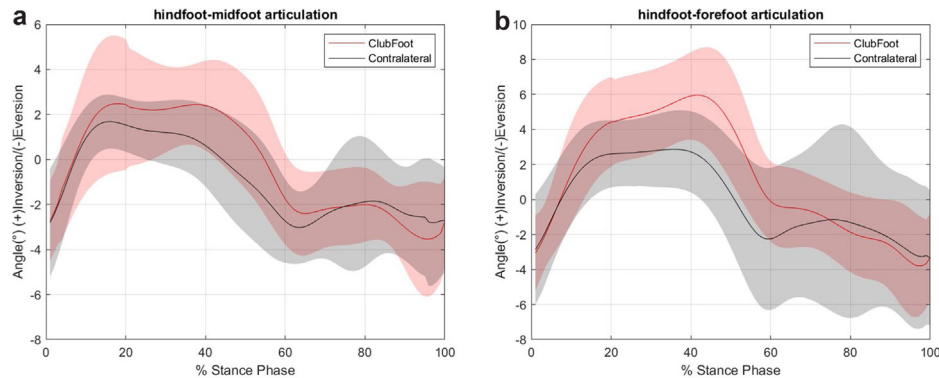 a
hindfoot-midfoot articulation
6
4
2
0
-2
-4
-6
-8
Angle(°) (+)Inversion/(-)Eversion
ClubFoot
Contralateral
0 20 40 60 80 100
% Stance Phase
b
hindfoot-forefoot articulation
10
8
6
4
2
0
-2
-4
-6
-8
Angle(°) (+)Inversion/(-)Eversion
ClubFoot
Contralateral
0 20 40 60 80 100
% Stance Phase